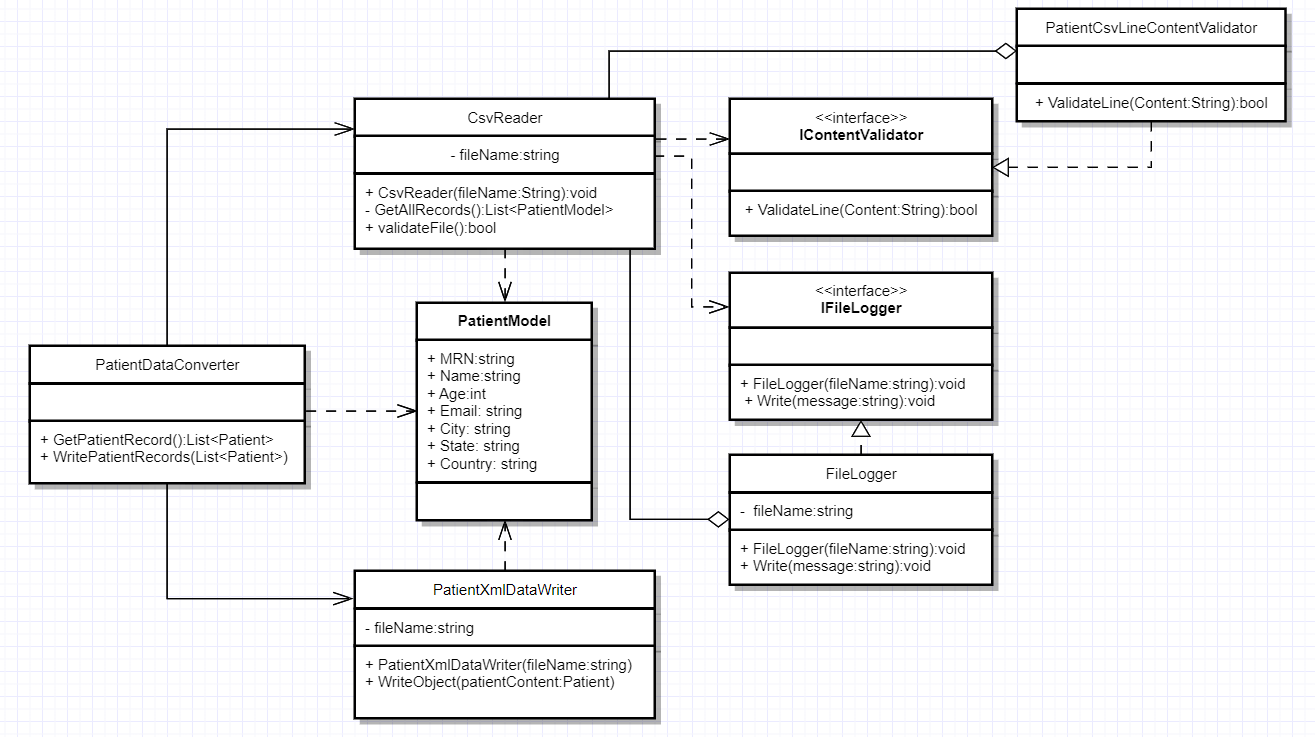 PatientCsvLineContentValidator
+ ValidateLine(Content:String):bool
CsvReader
- fileName:string
+ CsvReader(fileName:String):void
- GetAllRecords():List<PatientModel>
+ validateFile():bool
<<interface>>
IContentValidator
+ ValidateLine(Content:String):bool
<<interface>>
IFileLogger
+ FileLogger(fileName:string):void
+ Write(message:string):void
PatientModel
+ MRN:string
+ Name:string
+ Age:int
+ Email: string
+ City: string
+ State: string
+ Country: string
PatientDataConverter
+ GetPatientRecord():List<Patient>
+ WritePatientRecords(List<Patient>)
FileLogger
- fileName:string
+ FileLogger(fileName:string):void
+ Write(message:string):void
PatientXmlDataWriter
- fileName:string
+ PatientXmlDataWriter(fileName:string)
+ WriteObject(patientContent:Patient)